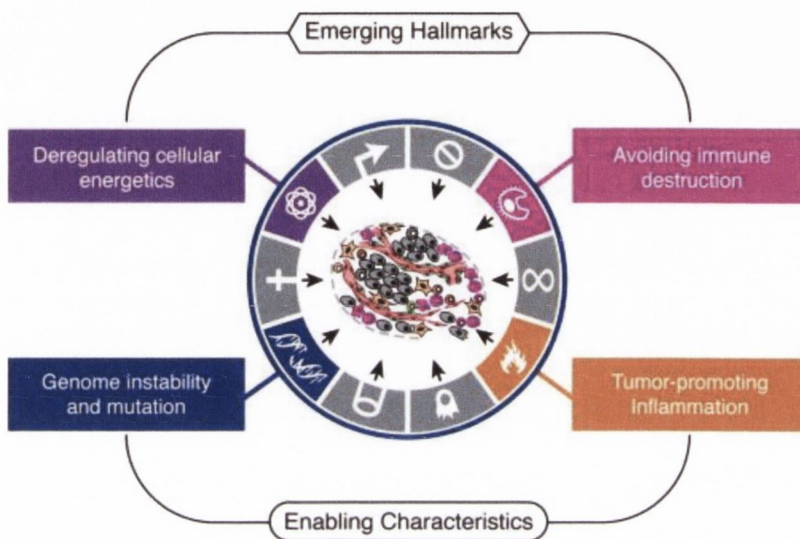 Emerging Hallmarks
Deregulating cellular
energetics
Avoiding immune
destruction
Genome instability
and mutation
Tumor-promoting
Inflammation
Enabling Characteristics